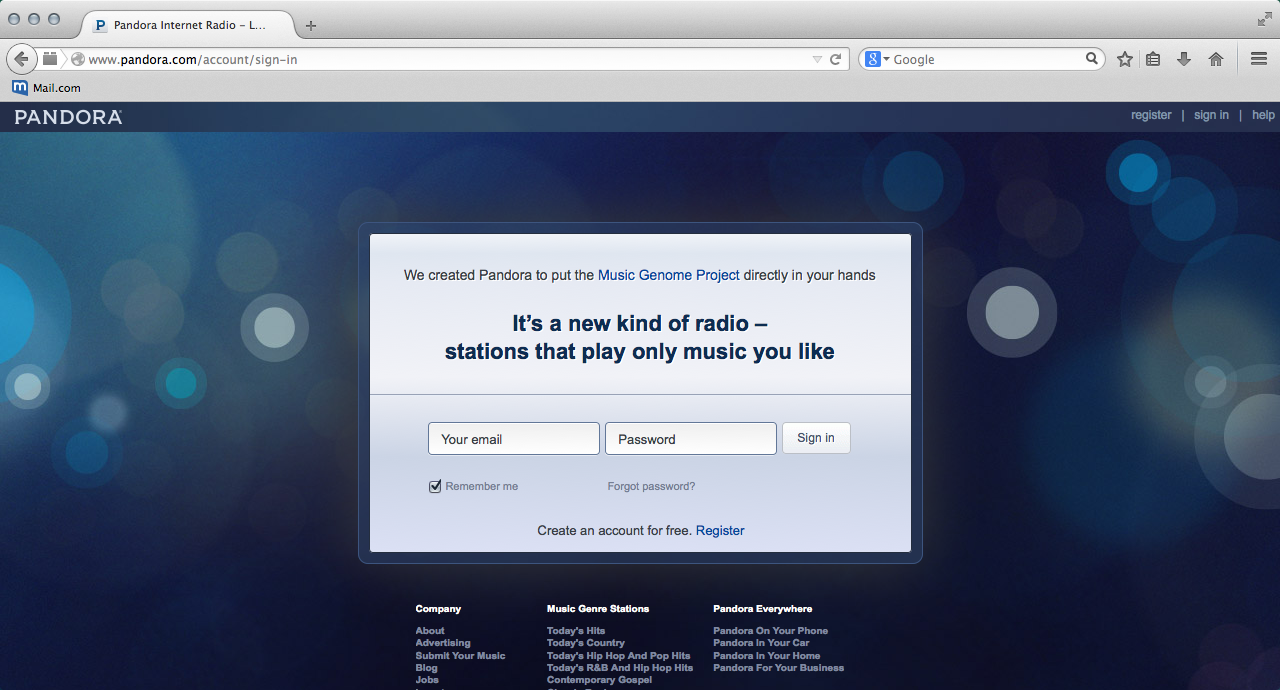 Pandora Internet Radio – L...
www.pandora.com/account/sign-in
Google
Mail.com
PANDORA
register | sign in | help
We created Pandora to put the Music Genome Project directly in your hands
It's a new kind of radio –
stations that play only music you like
Your email Password Sign in
Remember me Forgot password?
Create an account for free. Register
Company Music Genre Stations Pandora Everywhere
About Today's Hits Pandora On Your Phone
Advertising Today's Country Pandora In Your Car
Submit Your Music Today's Hip Hop And Pop Hits Pandora In Your Home
Blog Today's R&B And Hip Hop Hits Pandora For Your Business
Jobs Contemporary Gospel